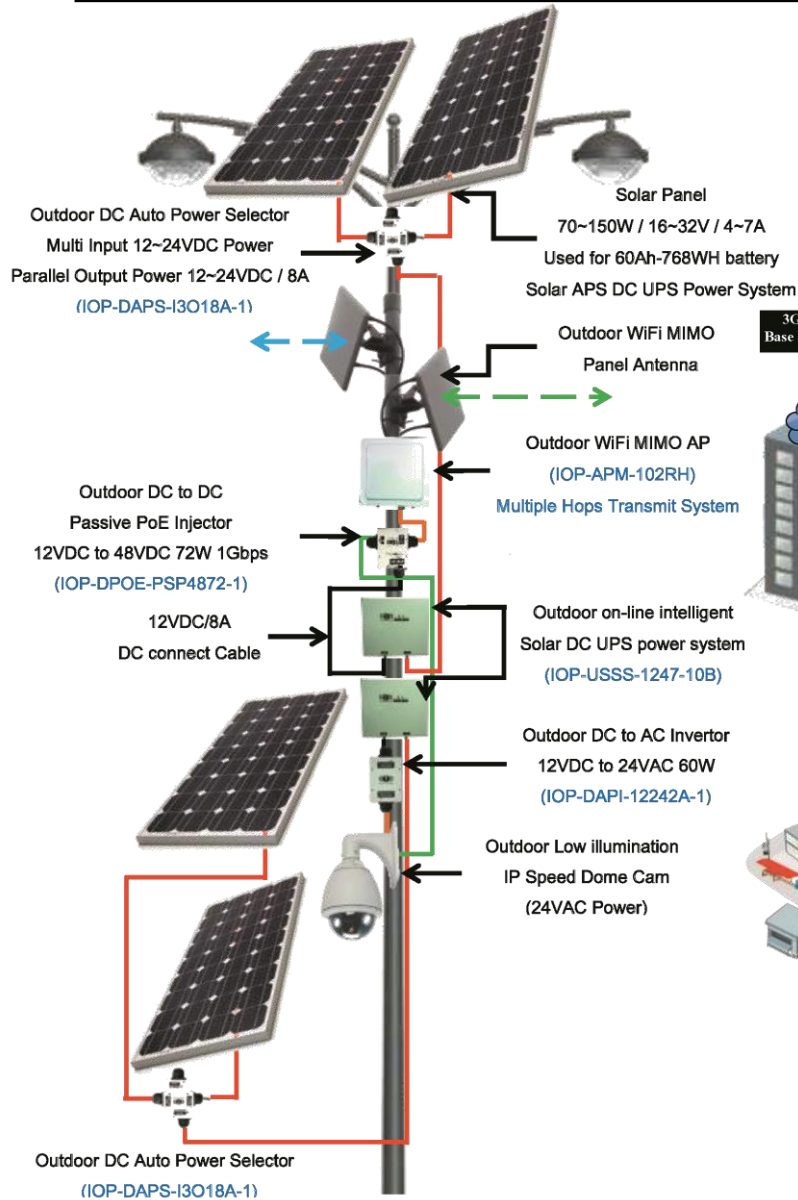 Outdoor DC Auto Power Selector
Multi Input 12~24VDC Power
Parallel Output Power 12~24VDC / 8A
(IOP-DAPS-I3O18A-1)
Solar Panel
70~150W / 16~32V / 4~7A
Used for 60Ah-768WH battery
Solar APS DC UPS Power System
3G
Base
Outdoor WiFi MIMO
Panel Antenna
Outdoor WiFi MIMO AP
(IOP-APM-102RH)
Multiple Hops Transmit System
Outdoor DC to DC
Passive PoE Injector
12VDC to 48VDC 72W 1Gbps
(IOP-DPOE-PSP4872-1)
12VDC/8A
DC connect Cable
Outdoor on-line intelligent
Solar DC UPS power system
(IOP-USSS-1247-10B)
Outdoor DC to AC Invertor
12VDC to 24VAC 60W
(IOP-DAPI-12242A-1)
Outdoor Low illumination
IP Speed Dome Cam
(24VAC Power)
Outdoor DC Auto Power Selector
(IOP-DAPS-I3O18A-1)